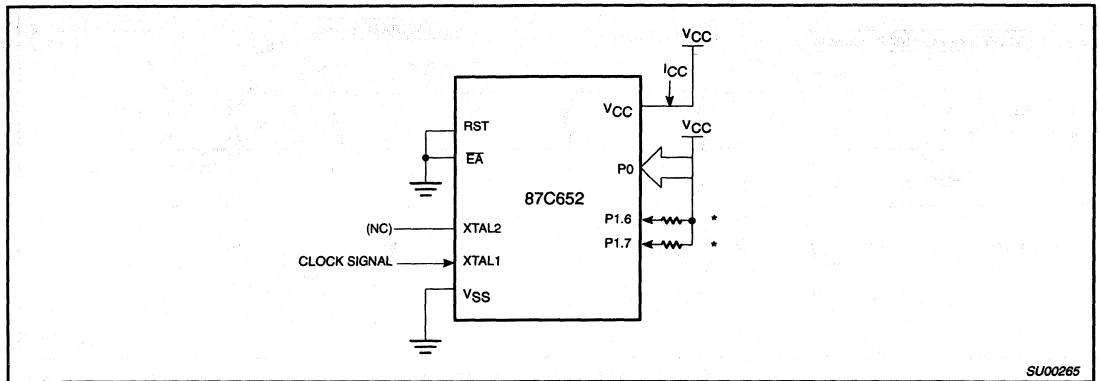 VCC
ICC
VCC
VCC
RST
EA
P0
87C652
P1.6 *
(NC) XTAL2
P1.7 *
CLOCK SIGNAL XTAL1
VSS
SU00265